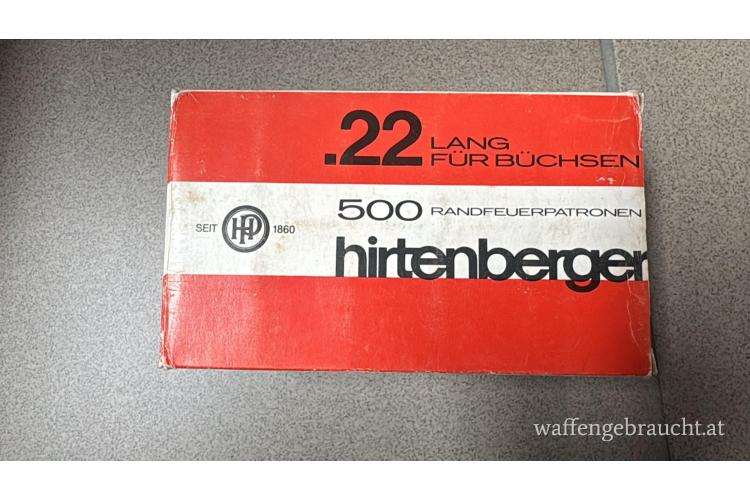 .22 LANG
FÜR BÜCHSEN
500 RANDFEUERPATRONEN
SEIT HP 1860
hirtenberger
waffengebraucht.at